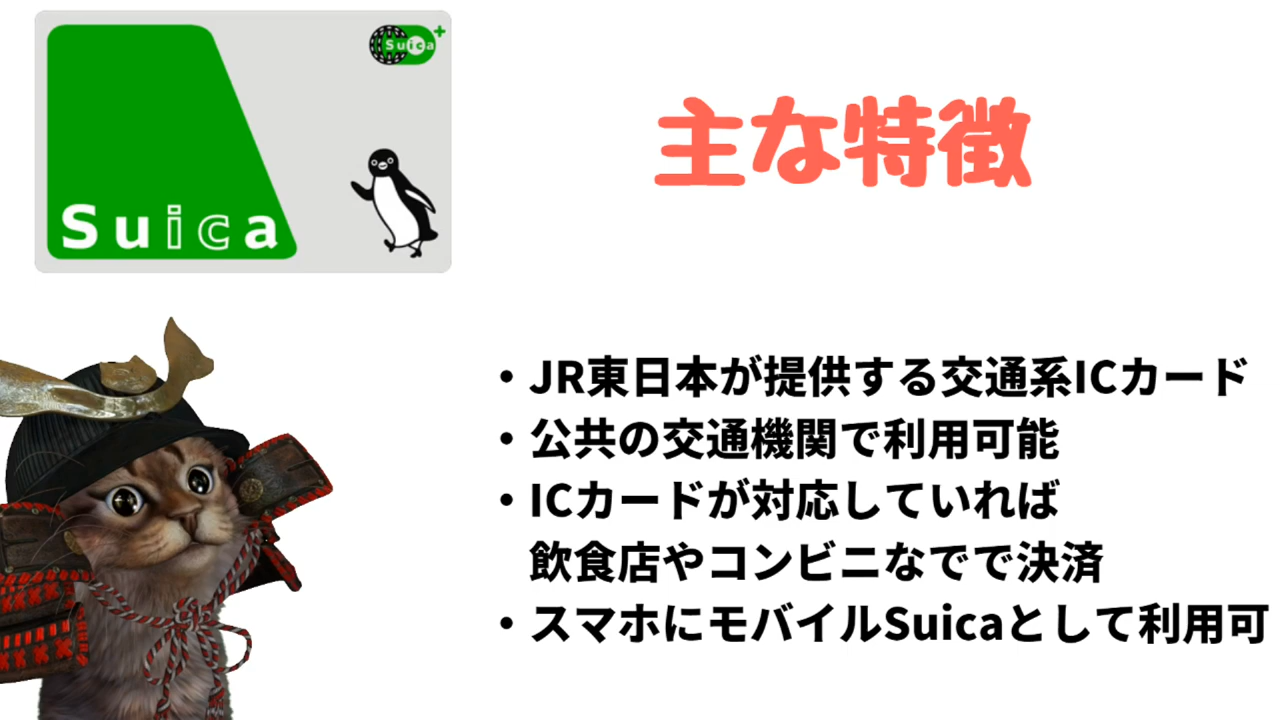 Suica
Suica
主な特徴
・JR東日本が提供する交通系ICカード
・公共の交通機関で利用可能
・ICカードが対応していれば
飲食店やコンビニなでで決済
・スマホにモバイルSuicaとして利用可